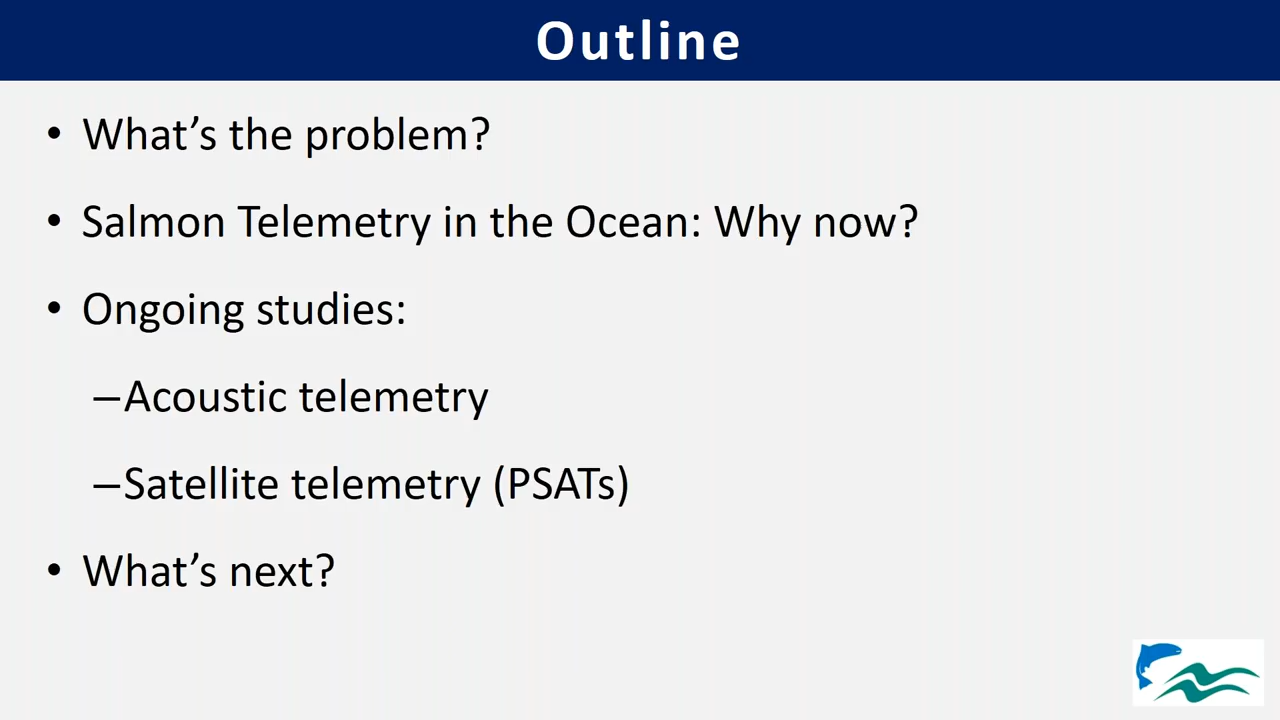 Outline
• What’s the problem?
• Salmon Telemetry in the Ocean: Why now?
• Ongoing studies:
–Acoustic telemetry
–Satellite telemetry (PSATs)
• What’s next?